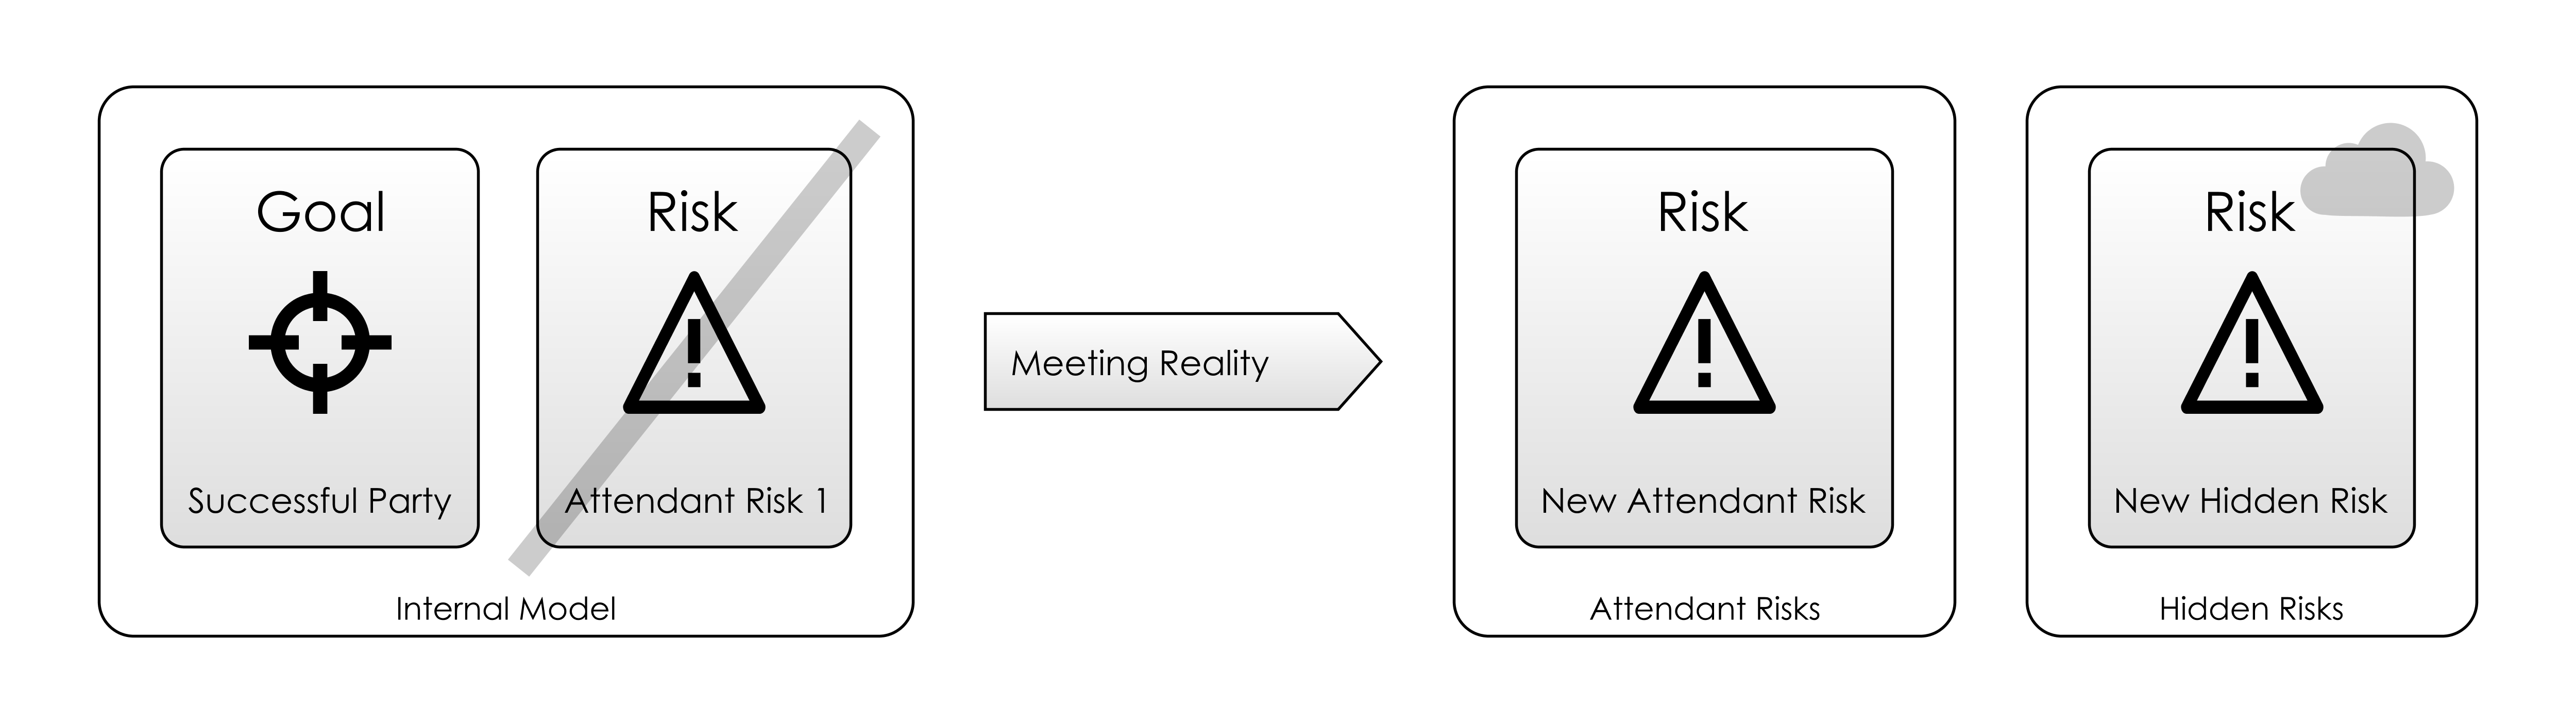 Goal
Successful Party
Risk
Attendant Risk 1
Internal Model
Meeting Reality
Risk
New Attendant Risk
Attendant Risks
Risk
New Hidden Risk
Hidden Risks